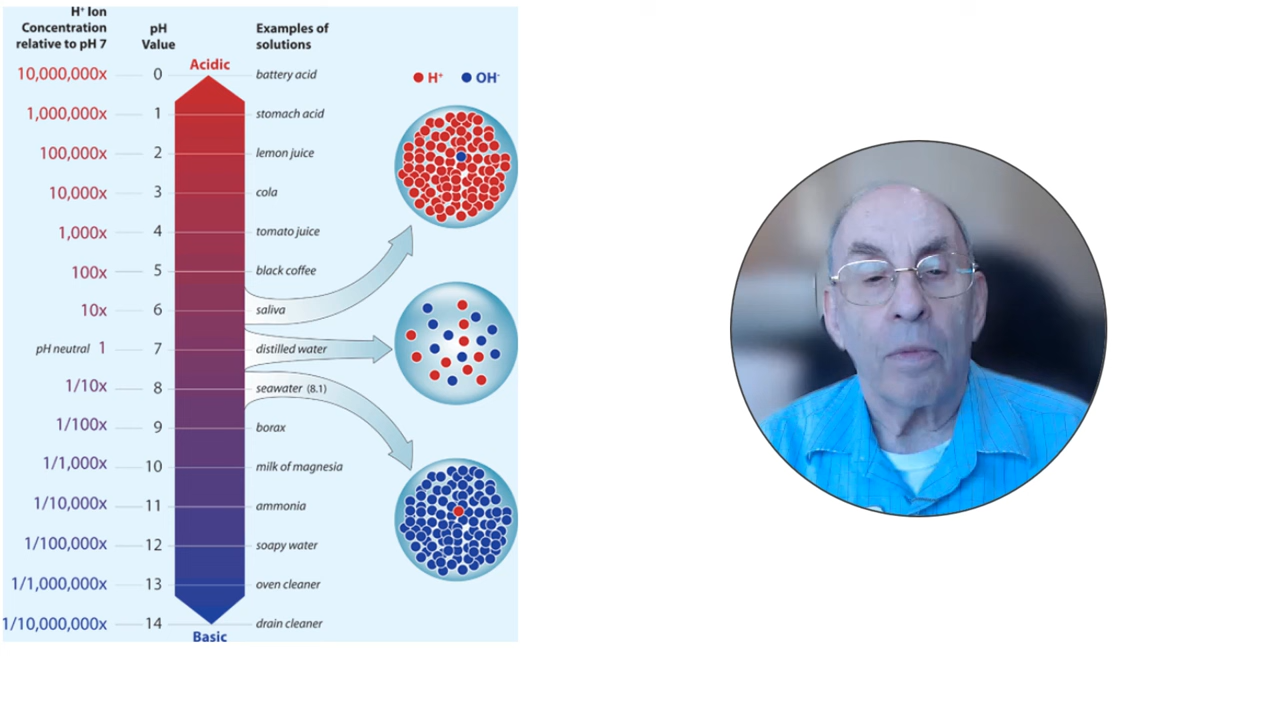 H⁺ Ion
Concentration
relative to pH 7
pH
Value
Examples of
solutions
Acidic
H⁺ OH⁻
10,000,000x 0 battery acid
1,000,000x 1 stomach acid
100,000x 2 lemon juice
10,000x 3 cola
1,000x 4 tomato juice
100x 5 black coffee
10x 6 saliva
pH neutral 1 7 distilled water
1/10x 8 seawater (8.1)
1/100x 9 borax
1/1,000x 10 milk of magnesia
1/10,000x 11 ammonia
1/100,000x 12 soapy water
1/1,000,000x 13 oven cleaner
1/10,000,000x 14 drain cleaner
Basic